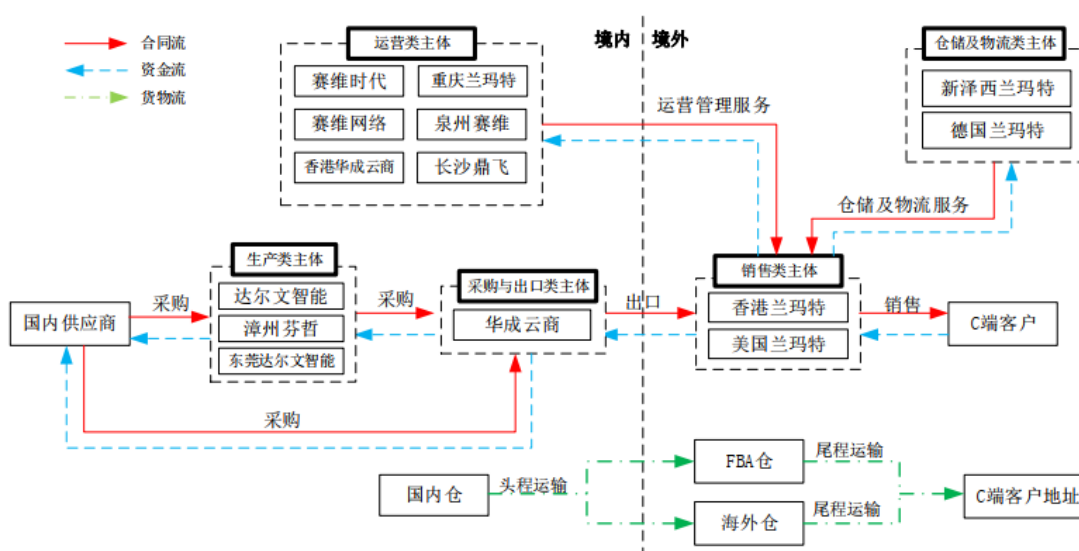 合同流
资金流
货物流
运营类主体
赛维时代
重庆兰玛特
赛维网络
泉州赛维
香港华成云商
长沙鼎飞
境内
境外
运营管理服务
仓储及物流类主体
新泽西兰玛特
德国兰玛特
仓储及物流服务
国内供应商
采购
生产类主体
达尔文智能
漳州芬哲
东莞达尔文智能
采购
采购与出口类主体
华成云商
出口
销售类主体
香港兰玛特
美国兰玛特
销售
C端客户
采购
国内仓
头程运输
FBA仓
尾程运输
海外仓
尾程运输
C端客户地址